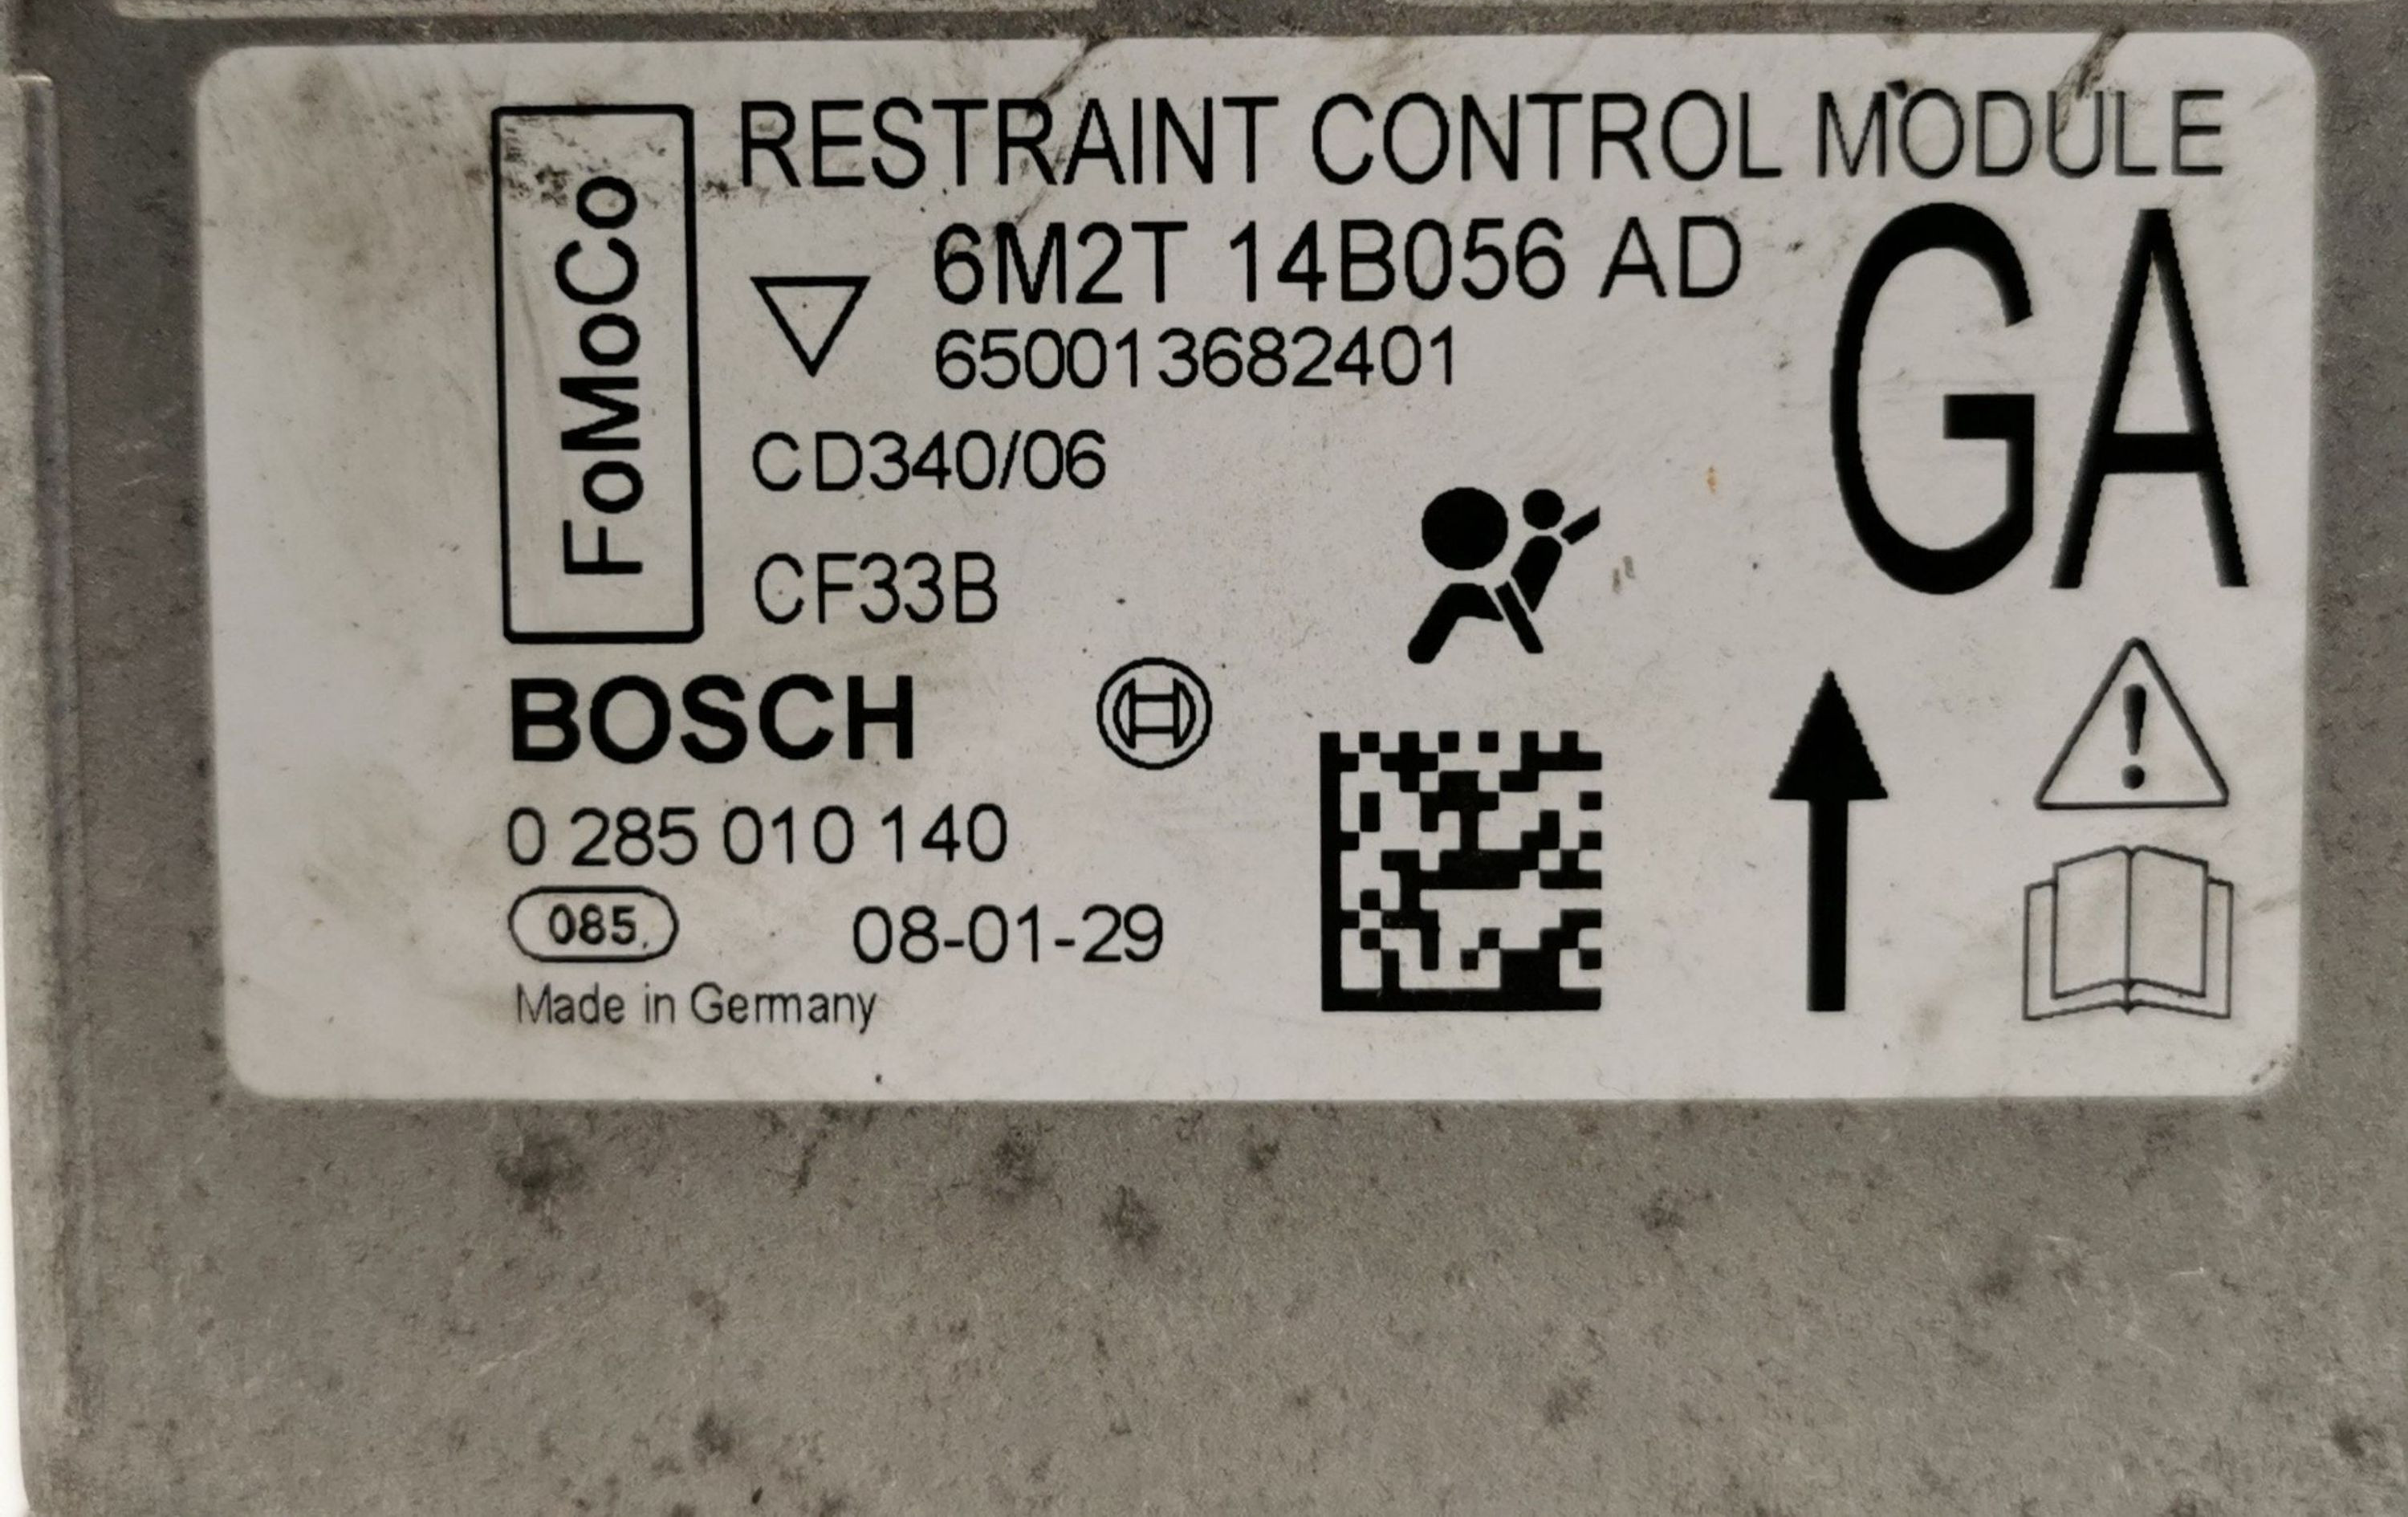 RESTRAINT CONTROL MODULE
FoMoCo
6M2T 14B056 AD
GA
650013682401
CD340/06
CF33B
BOSCH
0 285 010 140
085.
08-01-29
Made in Germany